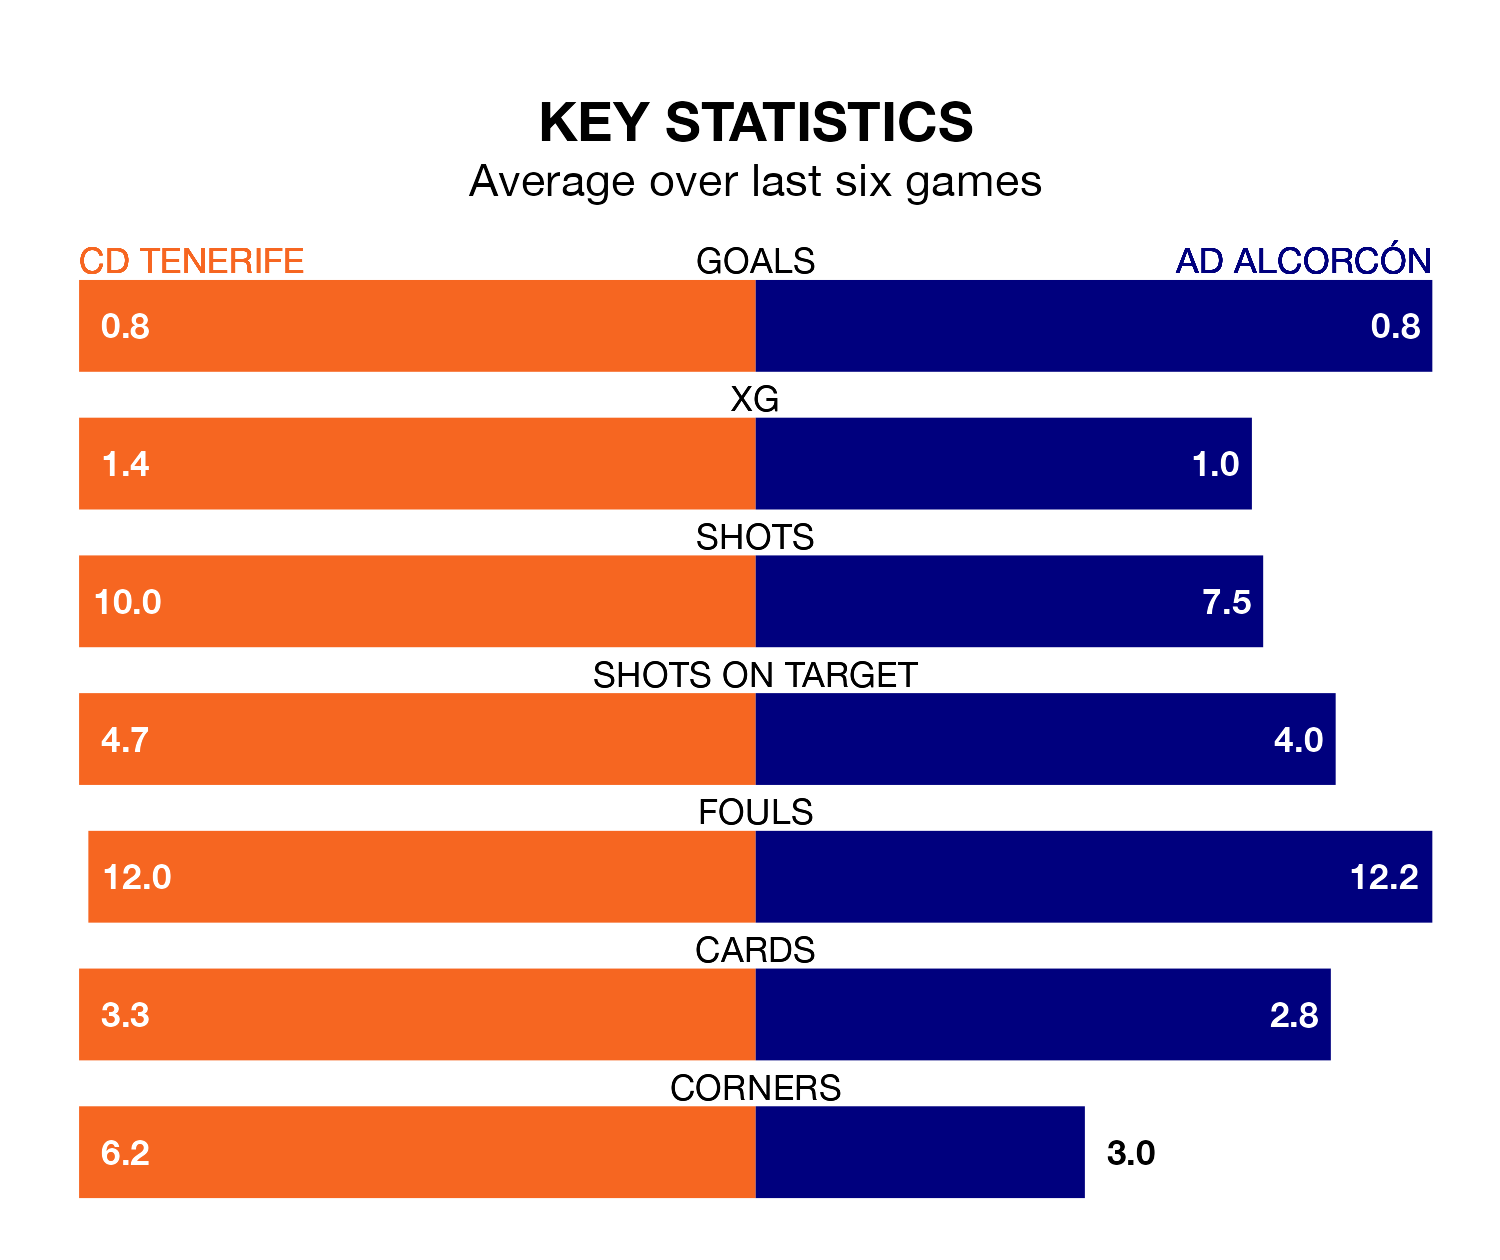 KEY STATISTICS
Average over last six games
CD TENERIFE GOALS AD ALCORCÓN
0.8 0.8
XG
1.4 1.0
SHOTS
10.0 7.5
SHOTS ON TARGET
4.7 4.0
FOULS
12.0 12.2
CARDS
3.3 2.8
CORNERS
6.2 3.0